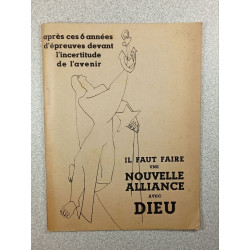 après ces 6 années
d'épreuves devant
l'incertitude
de l'avenir
IL FAUT FAIRE
UNE
NOUVELLE
ALLIANCE
AVEC
DIEU